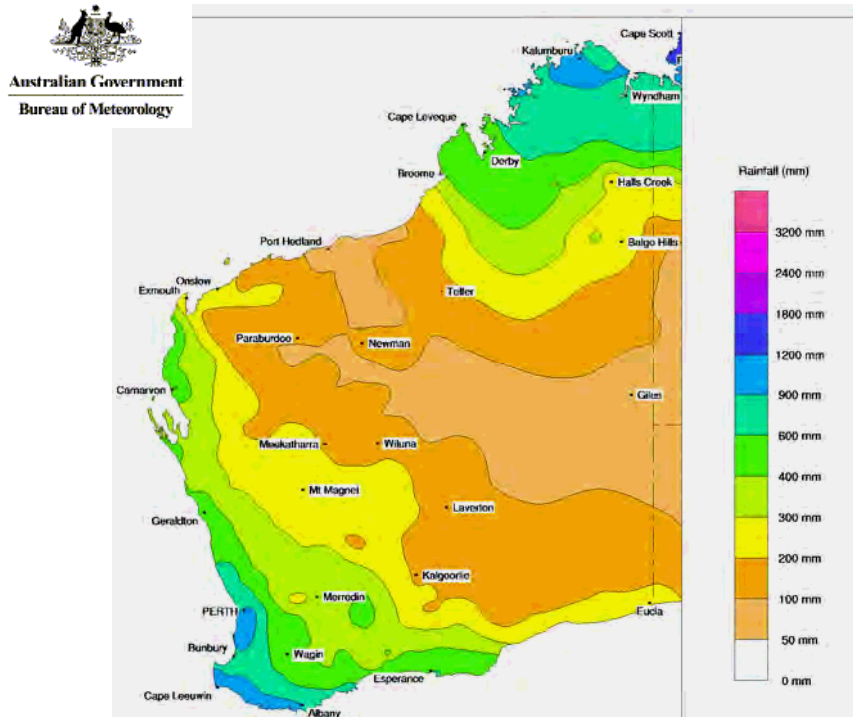 Australian Government
Bureau of Meteorology
Cape Scott
Kalumburu
Wyndham
Cape Leveque
Derby
Broome
Halls Creek
Port Hedland
Balgo Hills
Onslow
Exmouth
Telfer
Paraburdoo
Newman
Carnarvon
Giles
Meekatharra
Wiluna
Mt Magnet
Laverton
Geraldton
Kalgoorlie
Merredin
PERTH
Eucla
Bunbury
Wagin
Esperance
Cape Leeuwin
Albany
Rainfall (mm)
3200 mm
2400 mm
1800 mm
1200 mm
900 mm
600 mm
400 mm
300 mm
200 mm
100 mm
50 mm
0 mm